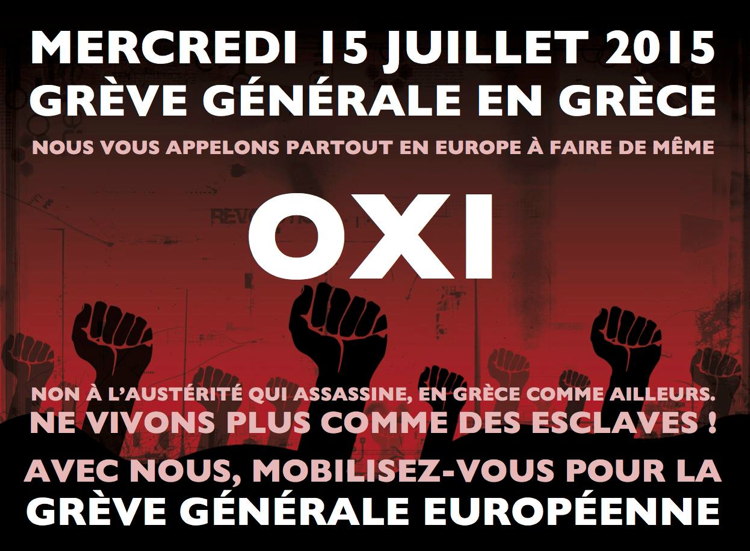 MERCREDI 15 JUILLET 2015
GRÈVE GÉNÉRALE EN GRÈCE
NOUS VOUS APPELONS PARTOUT EN EUROPE À FAIRE DE MÊME
OXI
NON À L'AUSTÉRITÉ QUI ASSASSINE, EN GRÈCE COMME AILLEURS.
NE VIVONS PLUS COMME DES ESCLAVES !
AVEC NOUS, MOBILISEZ-VOUS POUR LA
GRÈVE GÉNÉRALE EUROPÉENNE